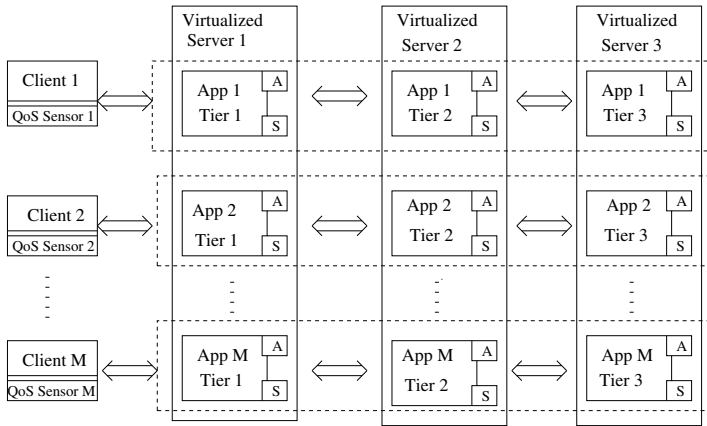 Virtualized
Server 1
Virtualized
Server 2
Virtualized
Server 3
Client 1
QoS Sensor 1
App 1
Tier 1
A
S
App 1
Tier 2
A
S
App 1
Tier 3
A
S
Client 2
QoS Sensor 2
App 2
Tier 1
A
S
App 2
Tier 2
A
S
App 2
Tier 3
A
S
Client M
QoS Sensor M
App M
Tier 1
A
S
App M
Tier 2
A
S
App M
Tier 3
A
S